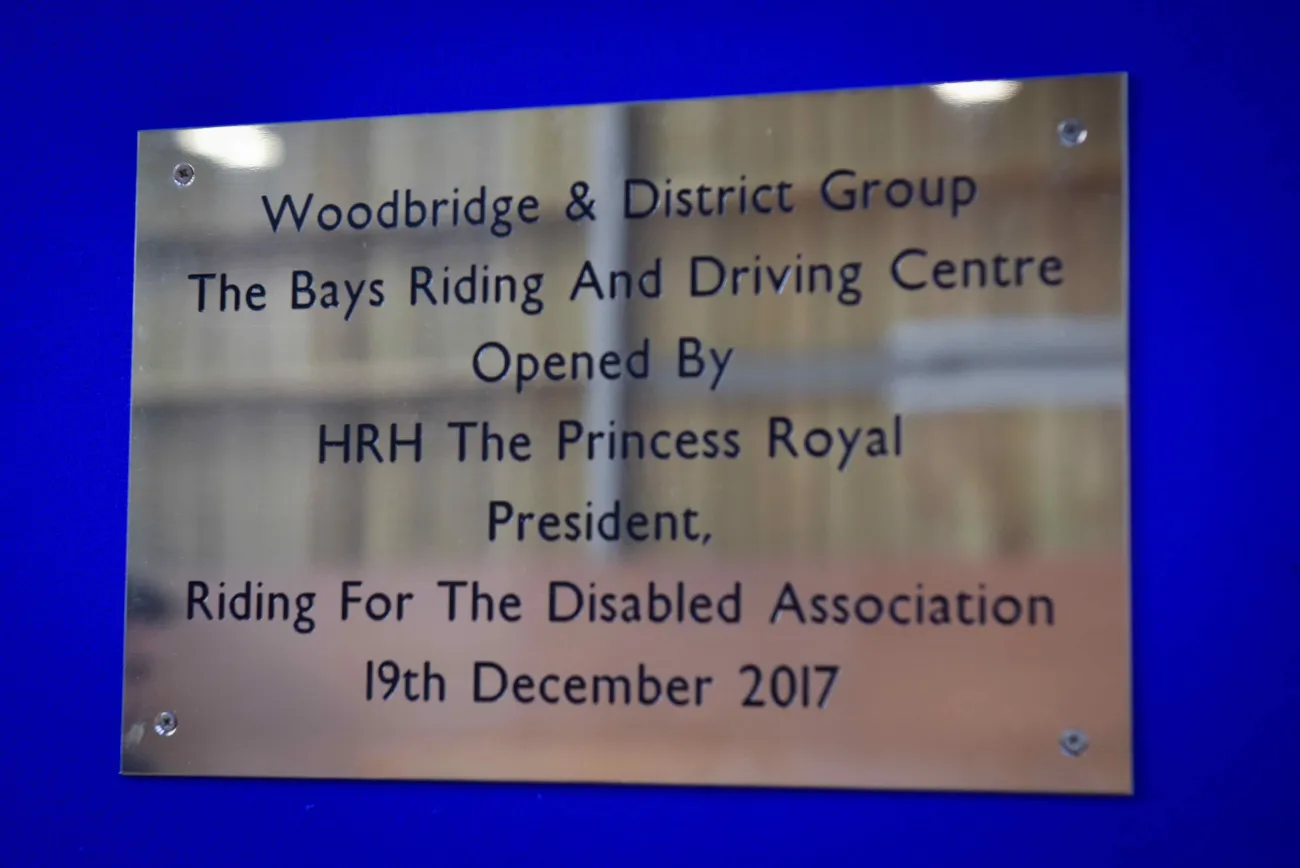 Woodbridge & District Group
The Bays Riding And Driving Centre
Opened By
HRH The Princess Royal
President,
Riding For The Disabled Association
19th December 2017